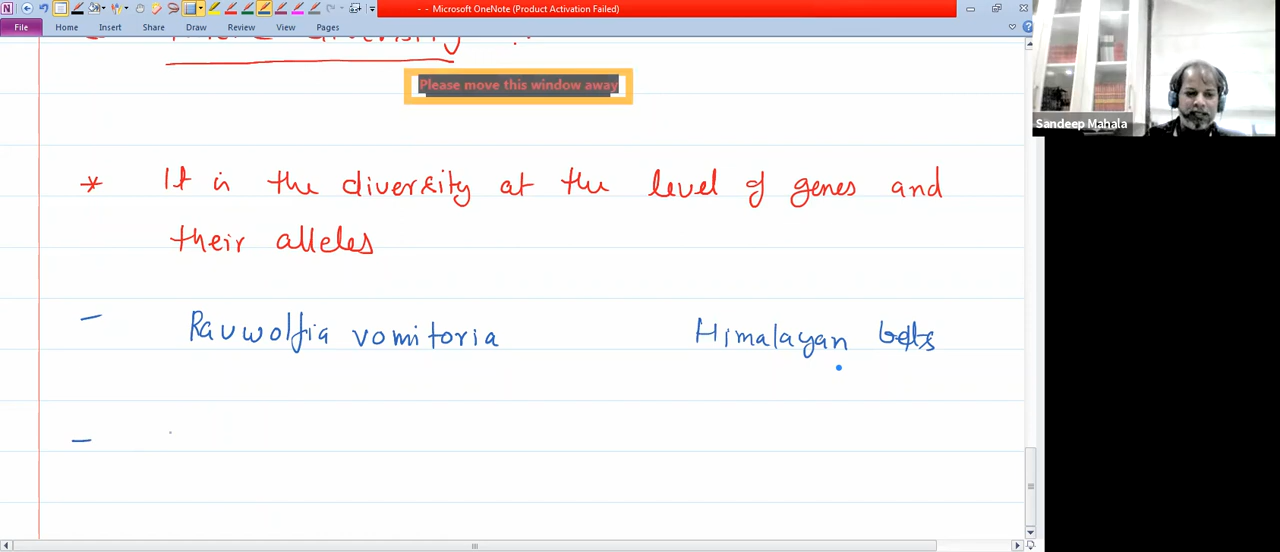 - - Microsoft OneNote (Product Activation Failed)
File Home Insert Share Draw Review View
diversity
Please move this window away
* It is the diversity at the level of genes and
their alleles
– Rauwolfia vomitoria Himalayan belts
–
Sandeep Mahala